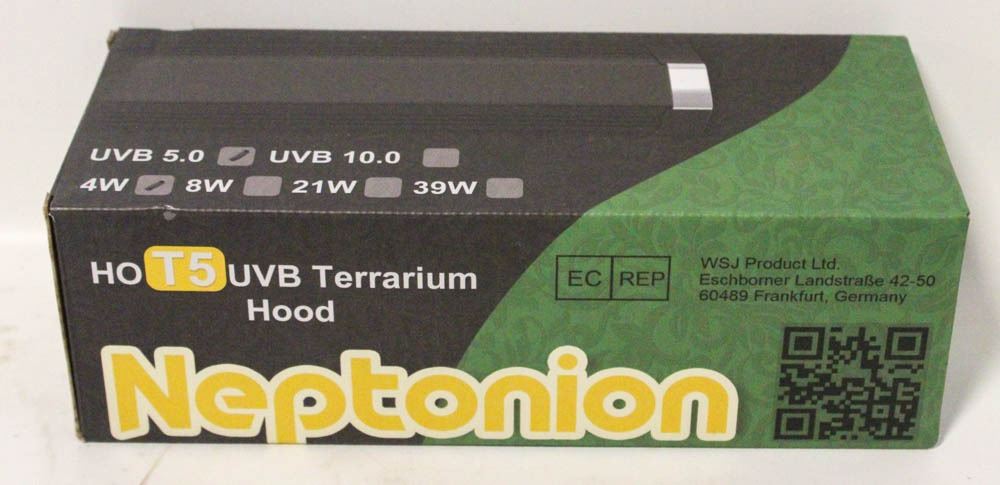 UVB 5.0 UVB 10.0
4W 8W 21W 39W
HO T5 UVB Terrarium
Hood
EC REP
WSJ Product Ltd.
Eschborner Landstraße 42-50
60489 Frankfurt, Germany
Neptonion